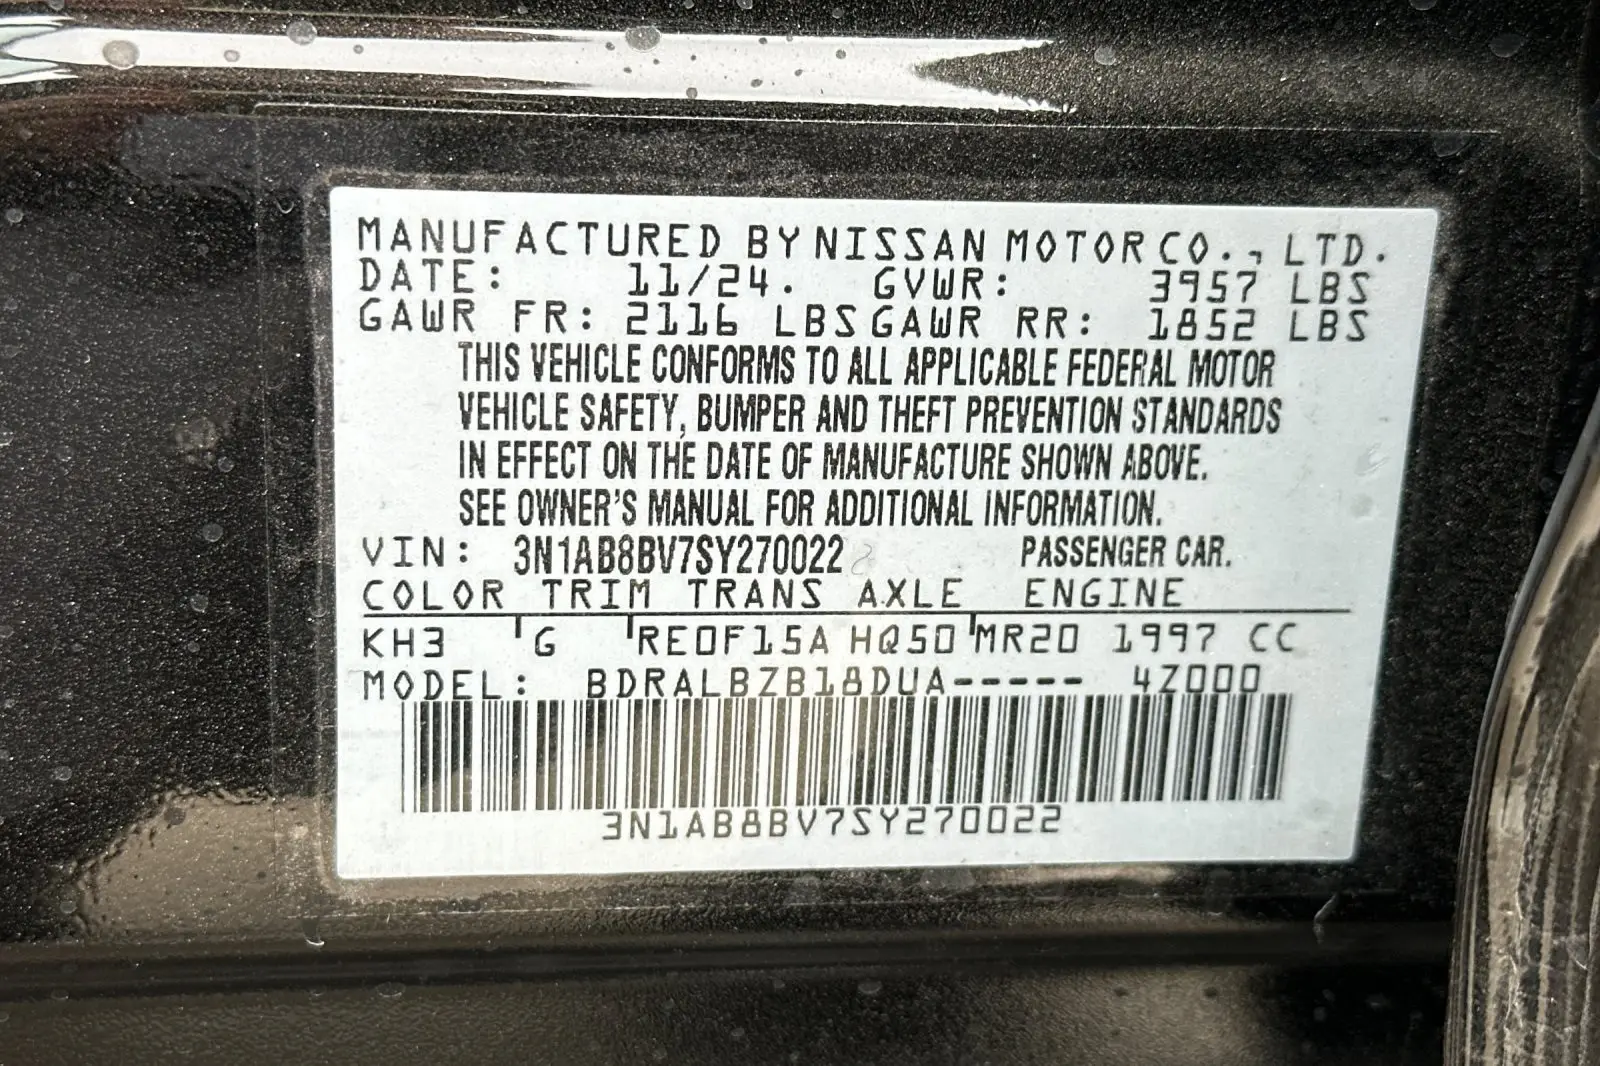 MANUFACTURED BY NISSAN MOTOR CO., LTD.
DATE: 11/24. GVWR: 3957 LBS
GAWR FR: 2116 LBS GAWR RR: 1852 LBS
THIS VEHICLE CONFORMS TO ALL APPLICABLE FEDERAL MOTOR
VEHICLE SAFETY, BUMPER AND THEFT PREVENTION STANDARDS
IN EFFECT ON THE DATE OF MANUFACTURE SHOWN ABOVE.
SEE OWNER'S MANUAL FOR ADDITIONAL INFORMATION.
VIN: 3N1AB8BV7SY270022 PASSENGER CAR.
COLOR TRIM TRANS AXLE ENGINE
KH3 G RE0F15A HQ50 MR20 1997 CC
MODEL: BDRALBZB18DUA----- 4Z000
3N1AB8BV7SY270022